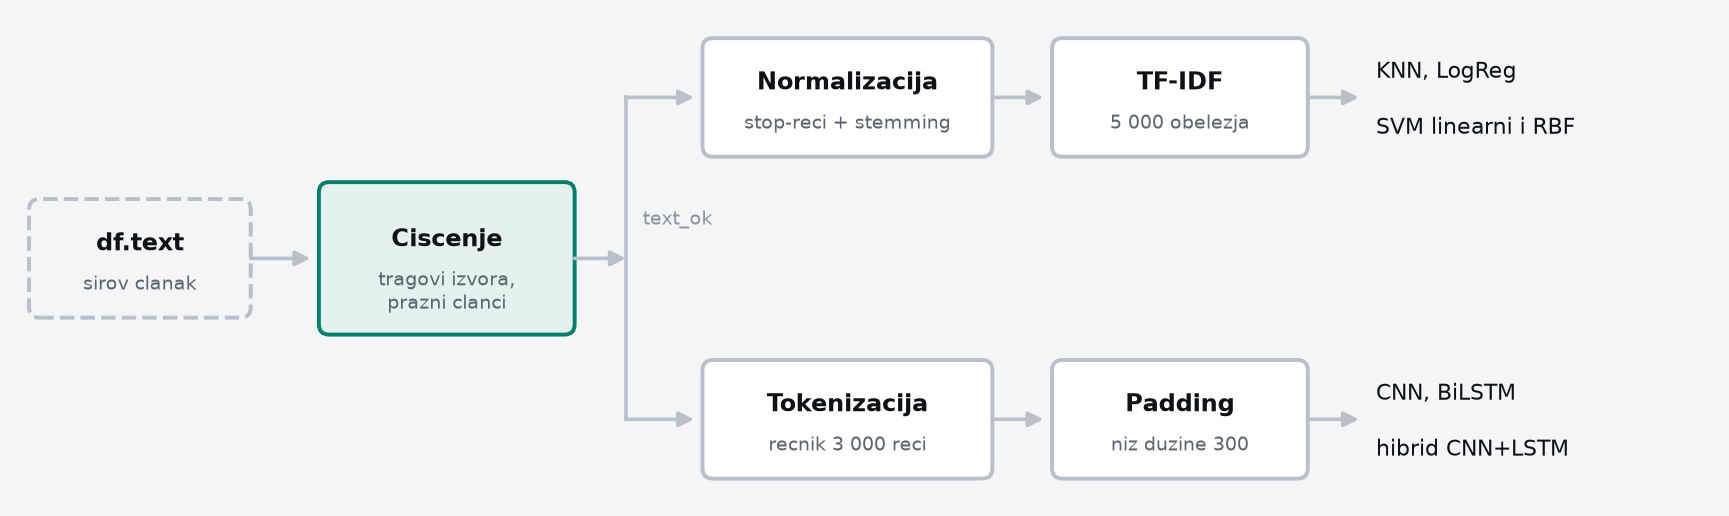 df.text
sirov clanak
Ciscenje
tragovi izvora,
prazni clanci
text_ok
Normalizacija
stop-reci + stemming
TF-IDF
5 000 obelezja
KNN, LogReg
SVM linearni i RBF
Tokenizacija
recnik 3 000 reci
Padding
niz duzine 300
CNN, BiLSTM
hibrid CNN+LSTM